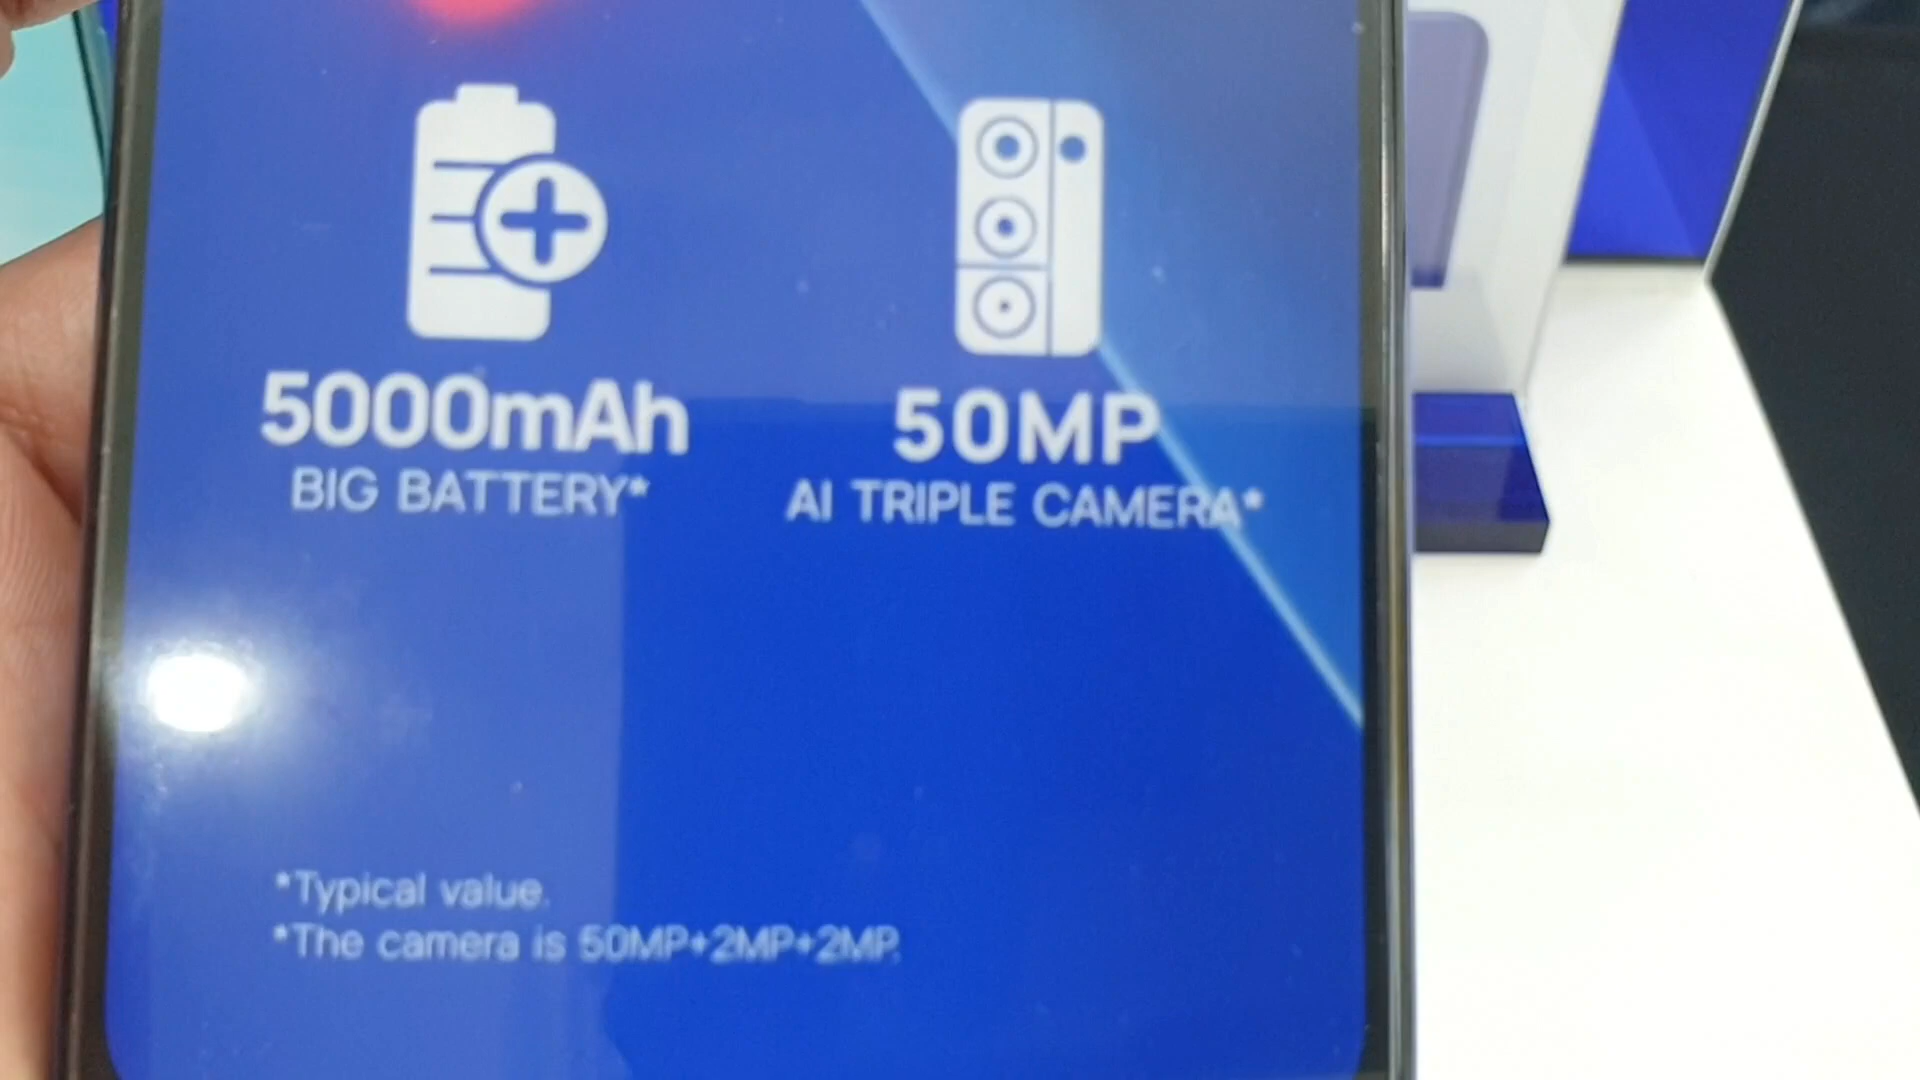 5000mAh
BIG BATTERY*
50MP
AI TRIPLE CAMERA*
*Typical value.
*The camera is 50MP+2MP+2MP.